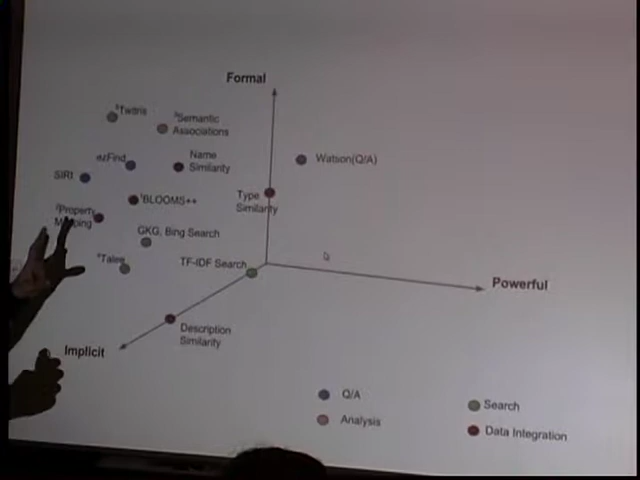 Formal
Twitris
Semantic
Associations
Watson(Q/A)
Name
Similarity
SIRI
BLOOMS++
Type
Similarity
Property
Mapping
GKG, Bing Search
TF-IDF Search
Powerful
Description
Similarity
Implicit
Q/A
Search
Analysis
Data Integration